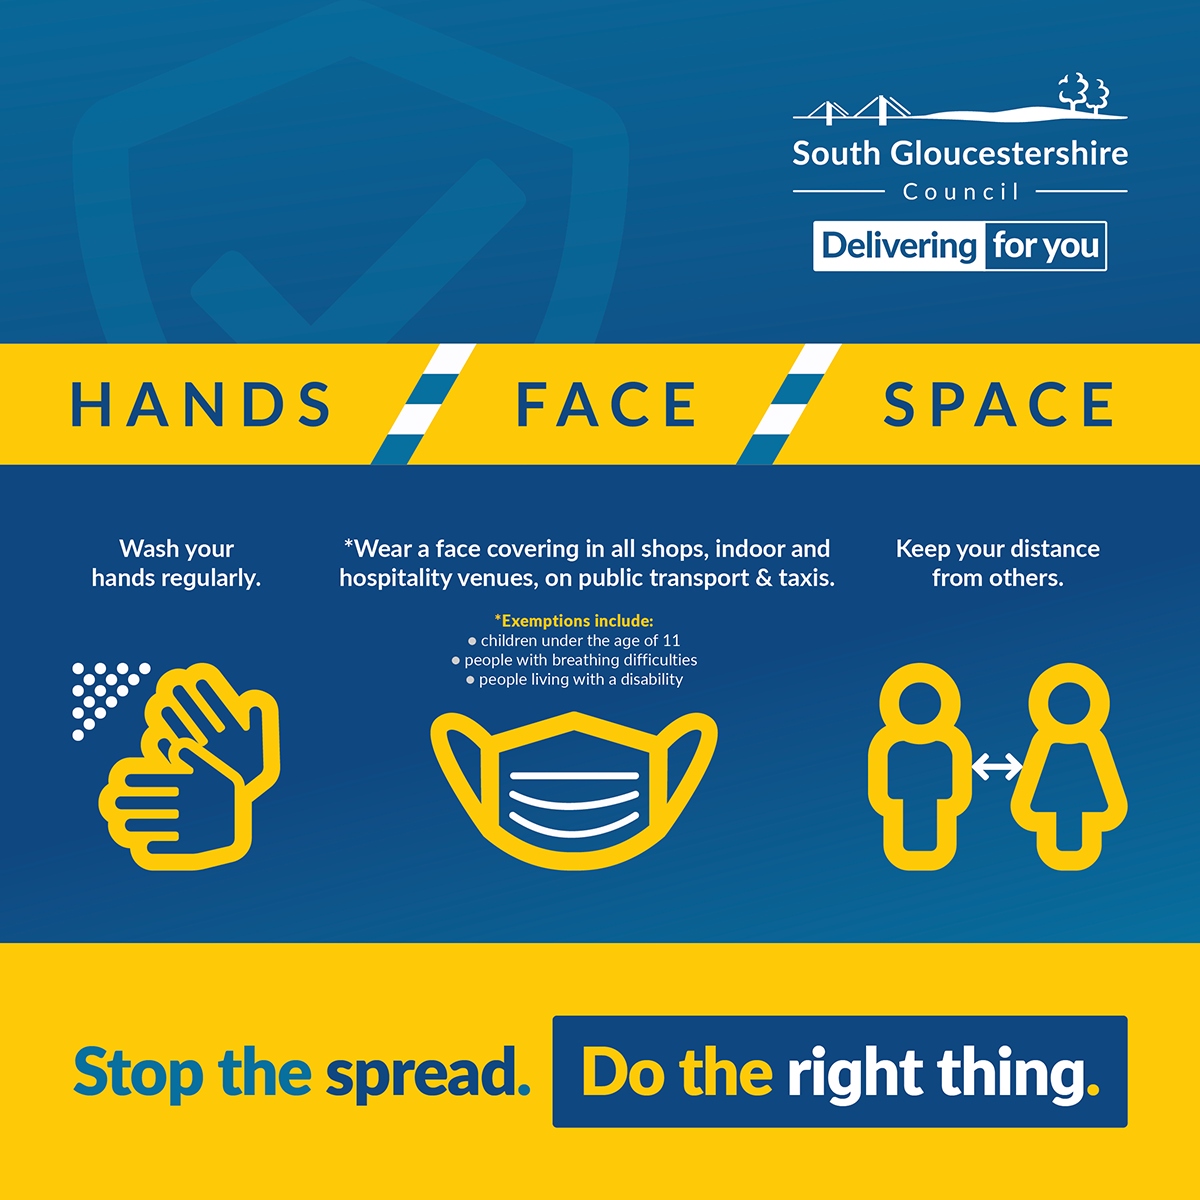 South Gloucestershire
Council
Delivering for you
HANDS FACE SPACE
Wash your
hands regularly.
*Wear a face covering in all shops, indoor and
hospitality venues, on public transport & taxis.
*Exemptions include:
• children under the age of 11
• people with breathing difficulties
• people living with a disability
Keep your distance
from others.
Stop the spread. Do the right thing.